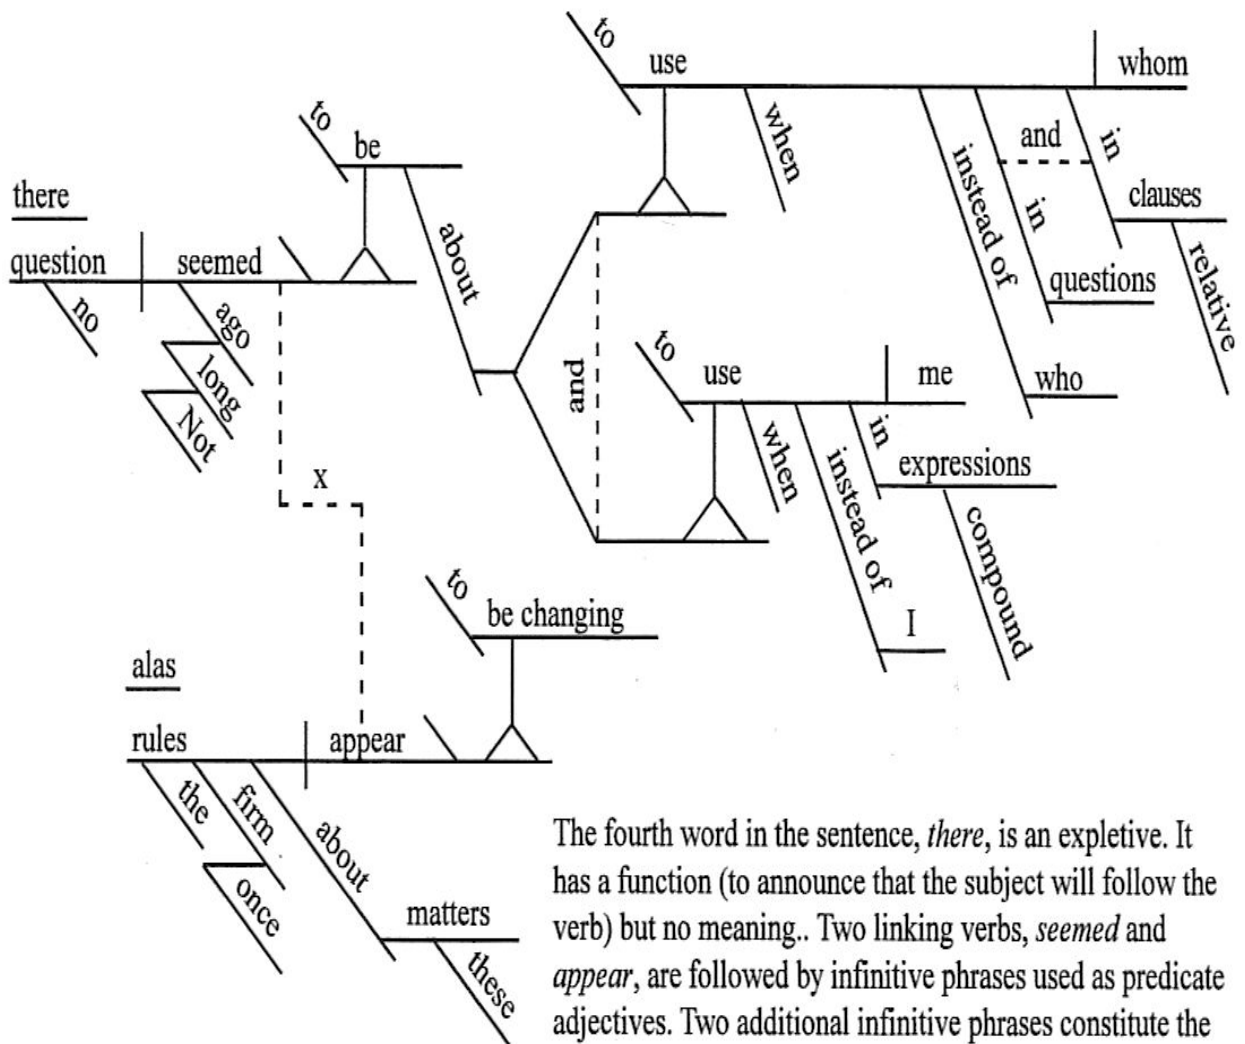 to
use
whom
when
instead of
in
and
in
clauses
relative
questions
who
to
be
about
there
question
seemed
no
ago
long
Not
and
to
use
me
when
instead of
in
expressions
compound
I
x
to
be changing
alas
rules
appear
the
firm
once
about
matters
these
The fourth word in the sentence, there, is an expletive. It
has a function (to announce that the subject will follow the
verb) but no meaning.. Two linking verbs, seemed and
appear, are followed by infinitive phrases used as predicate
adjectives. Two additional infinitive phrases constitute the